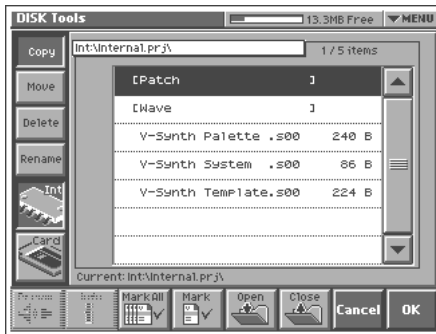 DISK Tools 13.3MB Free ▼MENU
Copy Int:\Internal.prj\ 1/5 items
Move [Patch ]
[Wave ]
Delete V-Synth Palette .s00 240 B
Rename V-Synth System .s00 86 B
Int V-Synth Template.s00 224 B
Card
Current: Int:\Internal.prj\
Mark All Mark Open Close Cancel OK